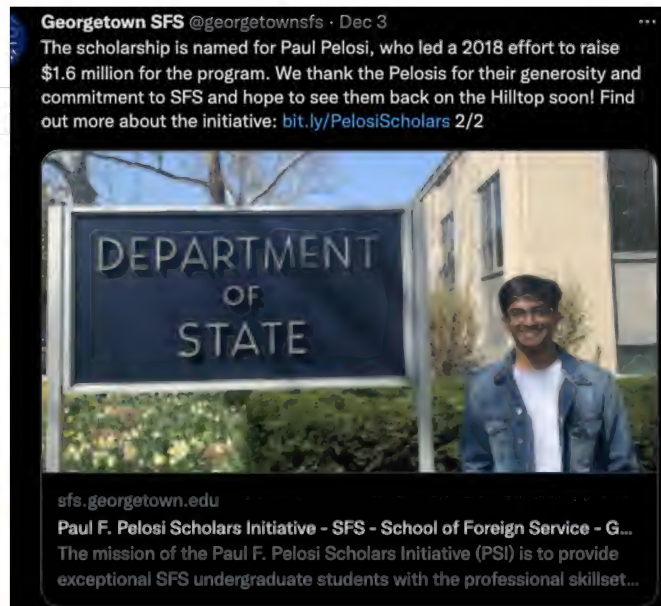 Georgetown SFS @georgetownsfs · Dec 3
The scholarship is named for Paul Pelosi, who led a 2018 effort to raise
$1.6 million for the program. We thank the Pelosis for their generosity and
commitment to SFS and hope to see them back on the Hilltop soon! Find
out more about the initiative: bit.ly/PelosiScholars 2/2
DEPARTMENT
OF
STATE
sfs.georgetown.edu
Paul F. Pelosi Scholars Initiative - SFS - School of Foreign Service - G...
The mission of the Paul F. Pelosi Scholars Initiative (PSI) is to provide
exceptional SFS undergraduate students with the professional skillset...